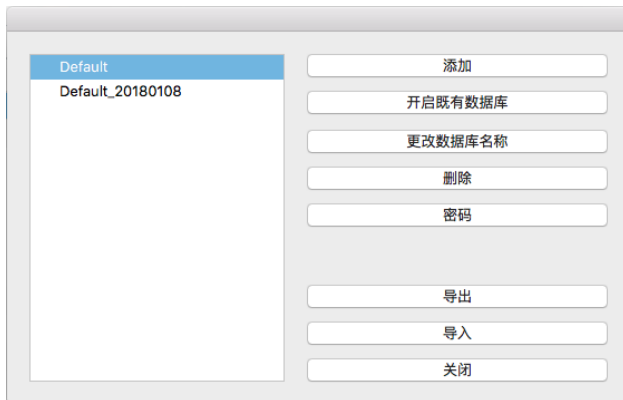 Default
Default_20180108
添加
开启既有数据库
更改数据库名称
删除
密码
导出
导入
关闭